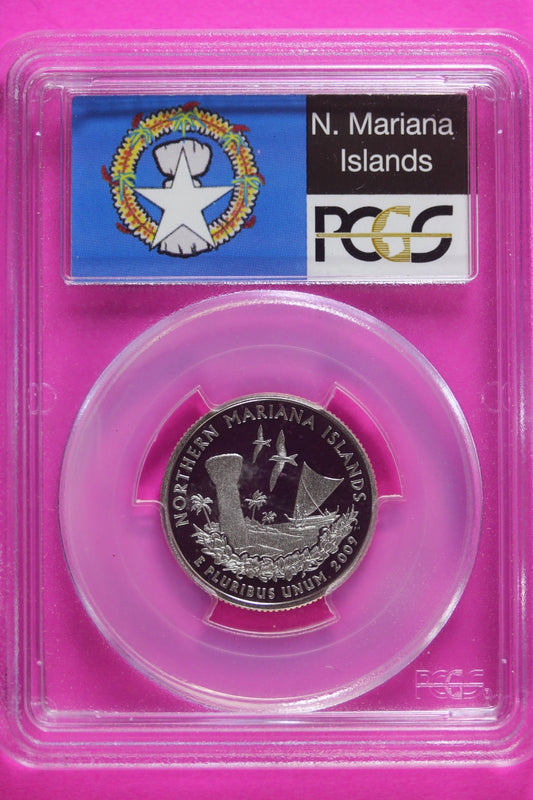 N. Mariana
Islands
PCGS
NORTHERN MARIANA ISLANDS
E PLURIBUS UNUM 2009
PCGS